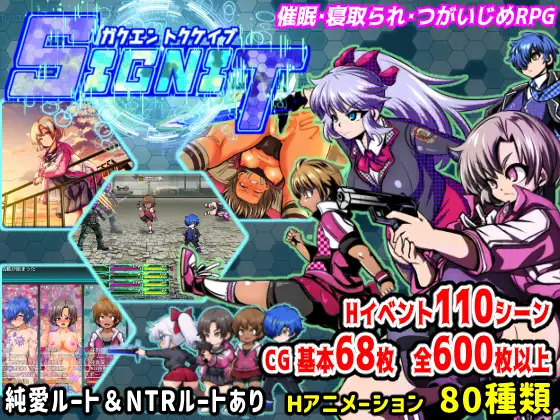 催眠・寝取られ・つがいじめRPG
ガクエン トクケイブ
SIGNIT
Hイベント110シーン
CG 基本68枚 全600枚以上
純愛ルート＆NTRルートあり
Hアニメーション 80種類